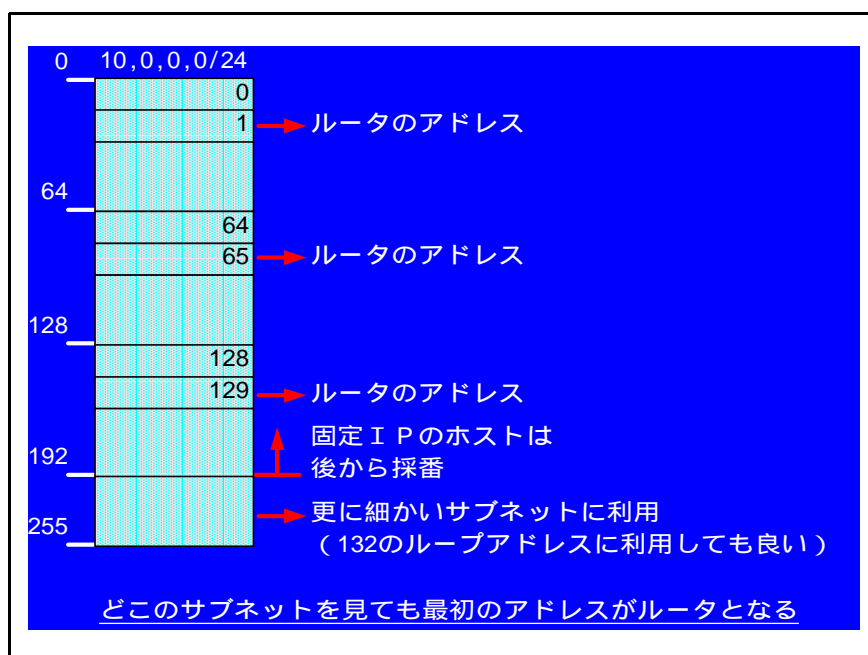 0 10,0,0,0/24
0
1 ルータのアドレス
64
64
65 ルータのアドレス
128
128
129 ルータのアドレス
固定ＩＰのホストは
192 後から採番
更に細かいサブネットに利用
255
（132のループアドレスに利用しても良い）
どこのサブネットを見ても最初のアドレスがルータとなる